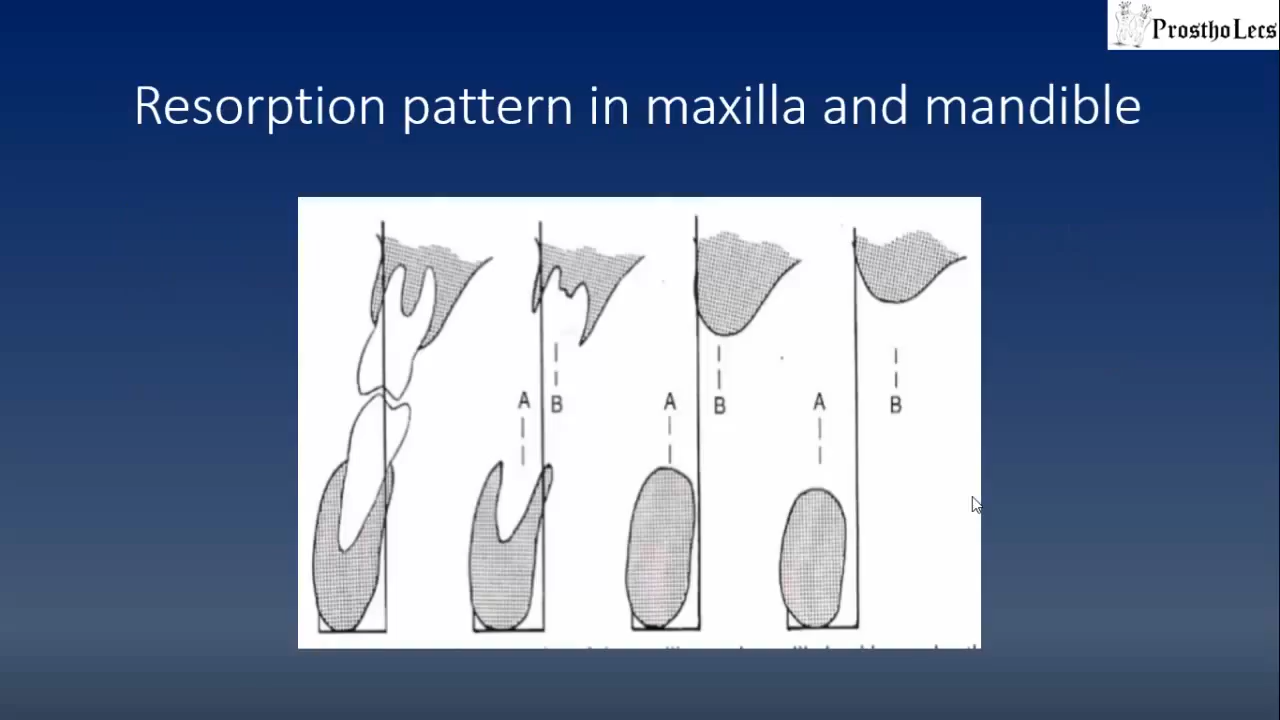 ProsthoLecs
Resorption pattern in maxilla and mandible
A B
A B
A B